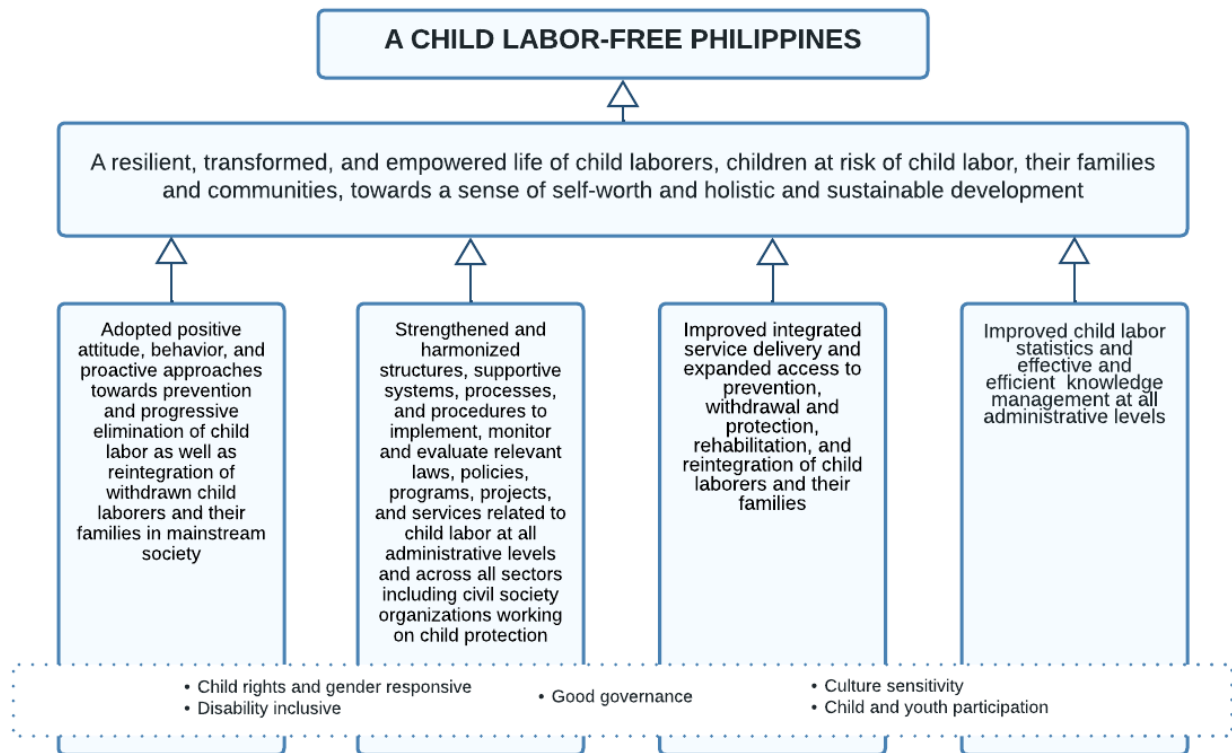 A CHILD LABOR-FREE PHILIPPINES
A resilient, transformed, and empowered life of child laborers, children at risk of child labor, their families
and communities, towards a sense of self-worth and holistic and sustainable development
Adopted positive
attitude, behavior, and
proactive approaches
towards prevention
and progressive
elimination of child
labor as well as
reintegration of
withdrawn child
laborers and their
families in mainstream
society
Strengthened and
harmonized
structures, supportive
systems, processes,
and procedures to
implement, monitor
and evaluate relevant
laws, policies,
programs, projects,
and services related to
child labor at all
administrative levels
and across all sectors
including civil society
organizations working
on child protection
Improved integrated
service delivery and
expanded access to
prevention,
withdrawal and
protection,
rehabilitation, and
reintegration of child
laborers and their
families
Improved child labor
statistics and
effective and
efficient knowledge
management at all
administrative levels
• Child rights and gender responsive
• Disability inclusive
• Good governance
• Culture sensitivity
• Child and youth participation